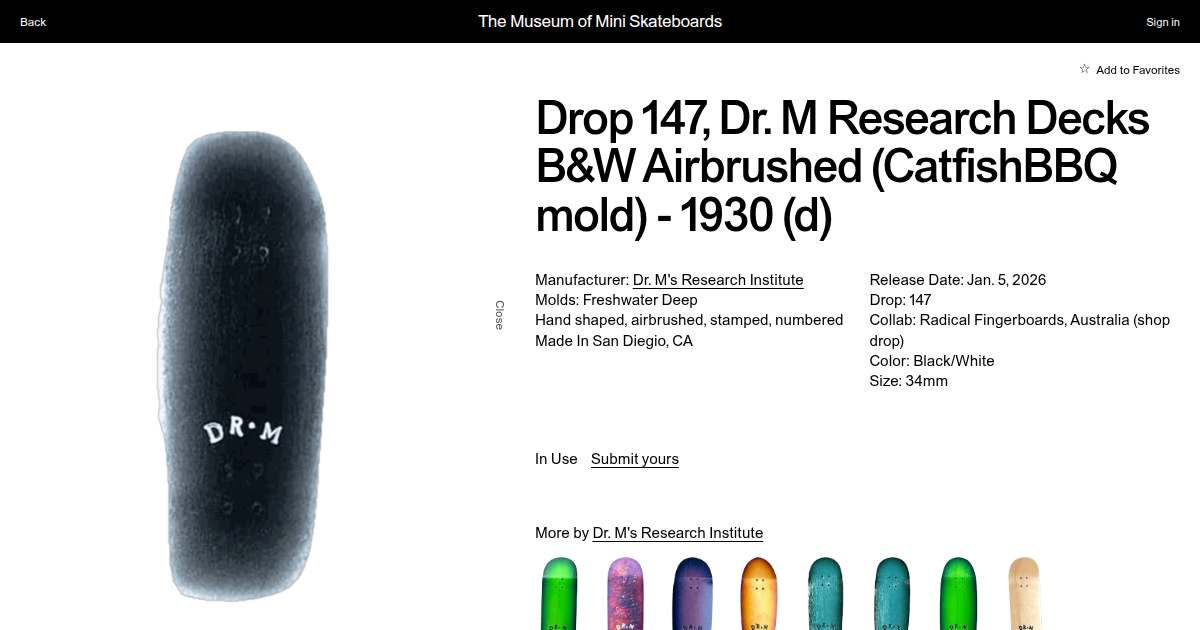 Back
The Museum of Mini Skateboards
Sign in
☆ Add to Favorites
Drop 147, Dr. M Research Decks
B&W Airbrushed (CatfishBBQ
mold) - 1930 (d)
Manufacturer: Dr. M's Research Institute
Molds: Freshwater Deep
Hand shaped, airbrushed, stamped, numbered
Made In San Diegio, CA
Release Date: Jan. 5, 2026
Drop: 147
Collab: Radical Fingerboards, Australia (shop
drop)
Color: Black/White
Size: 34mm
Close
DR•M
In Use Submit yours
More by Dr. M's Research Institute